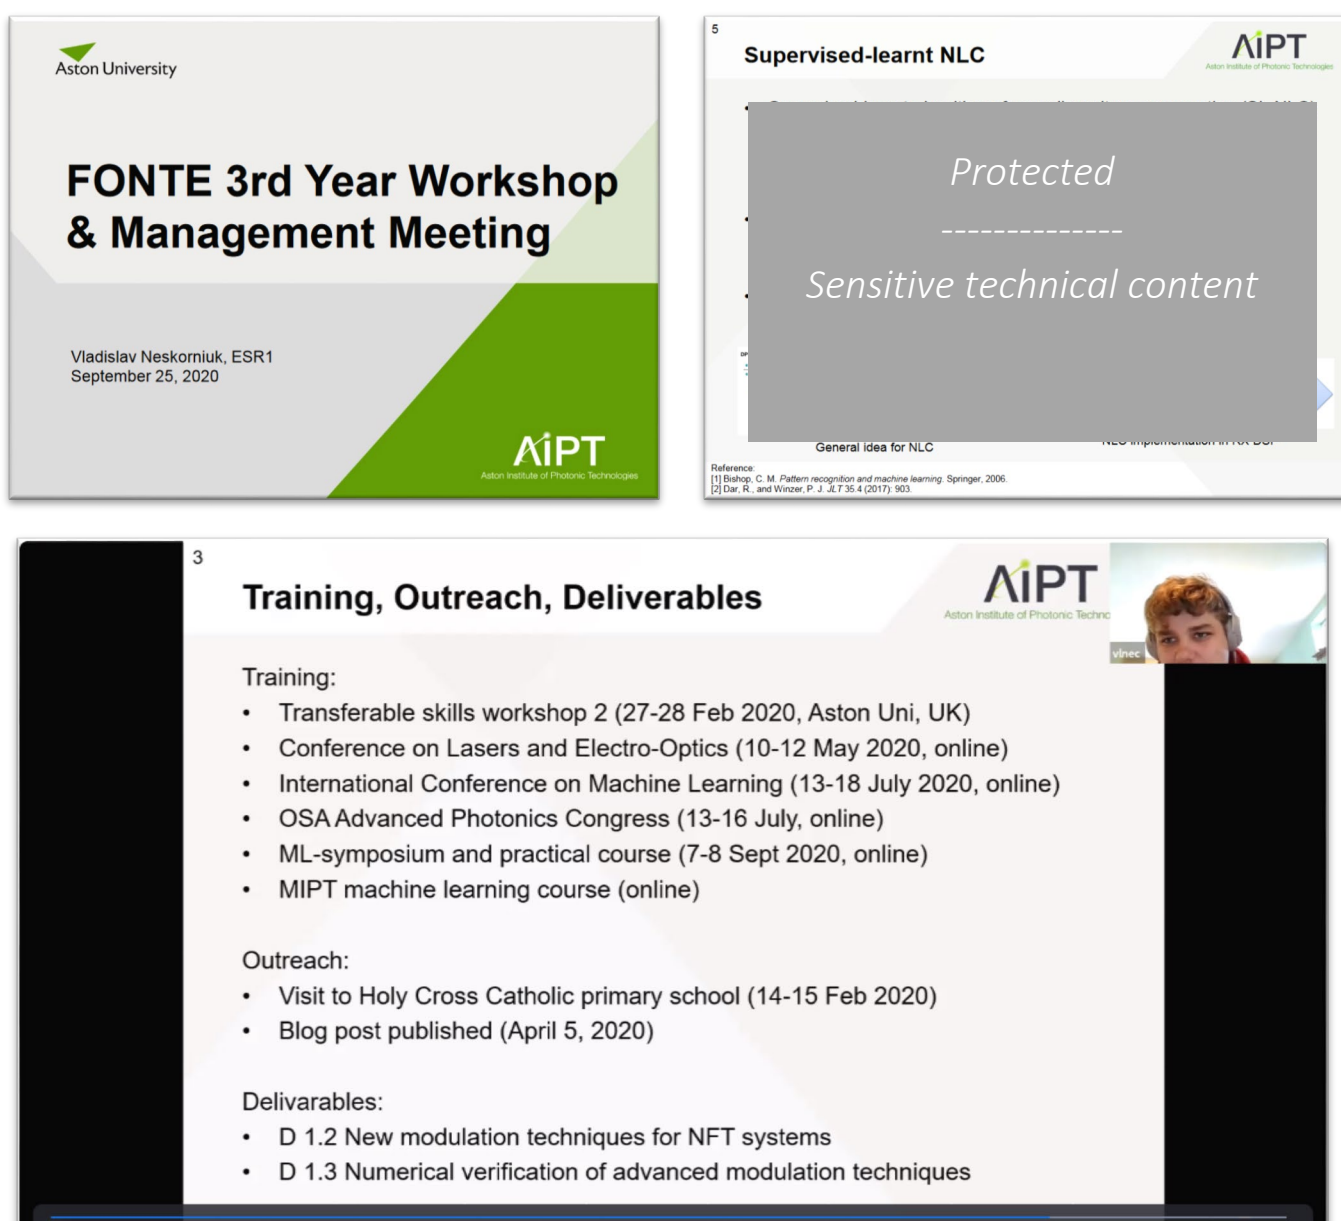 Aston University
FONTE 3rd Year Workshop
& Management Meeting
Vladislav Neskorniuk, ESR1
September 25, 2020
AiPT
Aston Institute of Photonic Technologies
5
Supervised-learnt NLC
AiPT
Aston Institute of Photonic Technologies
Protected
--------------
Sensitive technical content
General idea for NLC
Reference:
[1] Bishop, C. M. Pattern recognition and machine learning. Springer, 2006.
[2] Dar, R., and Winzer, P. J. JLT 35.4 (2017): 903.
3
Training, Outreach, Deliverables
AiPT
Aston Institute of Photonic Techno
vlnec
Training:
• Transferable skills workshop 2 (27-28 Feb 2020, Aston Uni, UK)
• Conference on Lasers and Electro-Optics (10-12 May 2020, online)
• International Conference on Machine Learning (13-18 July 2020, online)
• OSA Advanced Photonics Congress (13-16 July, online)
• ML-symposium and practical course (7-8 Sept 2020, online)
• MIPT machine learning course (online)
Outreach:
• Visit to Holy Cross Catholic primary school (14-15 Feb 2020)
• Blog post published (April 5, 2020)
Delivarables:
• D 1.2 New modulation techniques for NFT systems
• D 1.3 Numerical verification of advanced modulation techniques